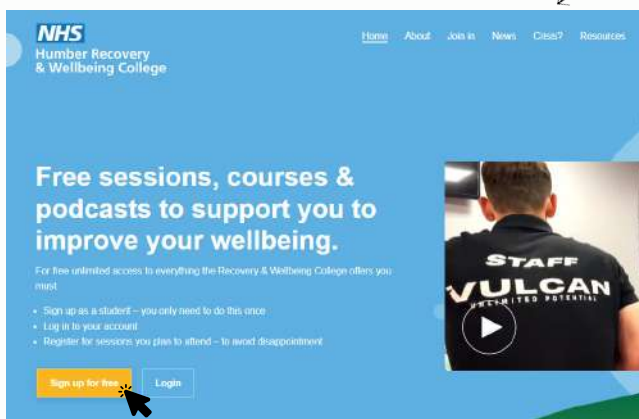 NHS
Humber Recovery
& Wellbeing College
Home About Join in News Crisis? Resources
Free sessions, courses &
podcasts to support you to
improve your wellbeing.
For free unlimited access to everything the Recovery & Wellbeing College offers you
must
• Sign up as a student – you only need to do this once
• Log in to your account
• Register for sessions you plan to attend – to avoid disappointment
Sign up for free
Login
STAFF
VULCAN
UNLIMITED POTENTIAL